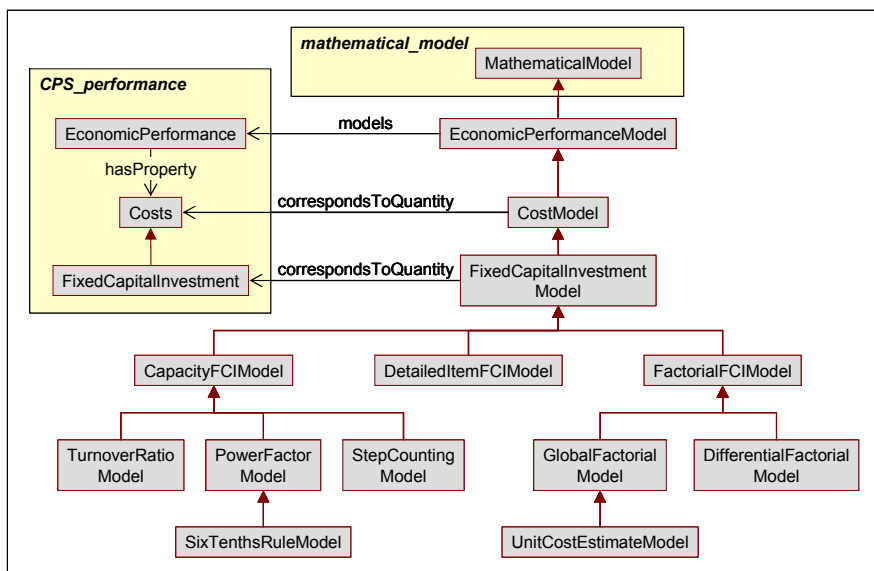 mathematical_model
MathematicalModel
CPS_performance
EconomicPerformance
models
EconomicPerformanceModel
hasProperty
Costs
correspondsToQuantity
CostModel
FixedCapitalInvestment
correspondsToQuantity
FixedCapitalInvestment
Model
CapacityFCIModel
DetailedItemFCIModel
FactorialFCIModel
TurnoverRatio
Model
PowerFactor
Model
StepCounting
Model
GlobalFactorial
Model
DifferentialFactorial
Model
SixTenthsRuleModel
UnitCostEstimateModel